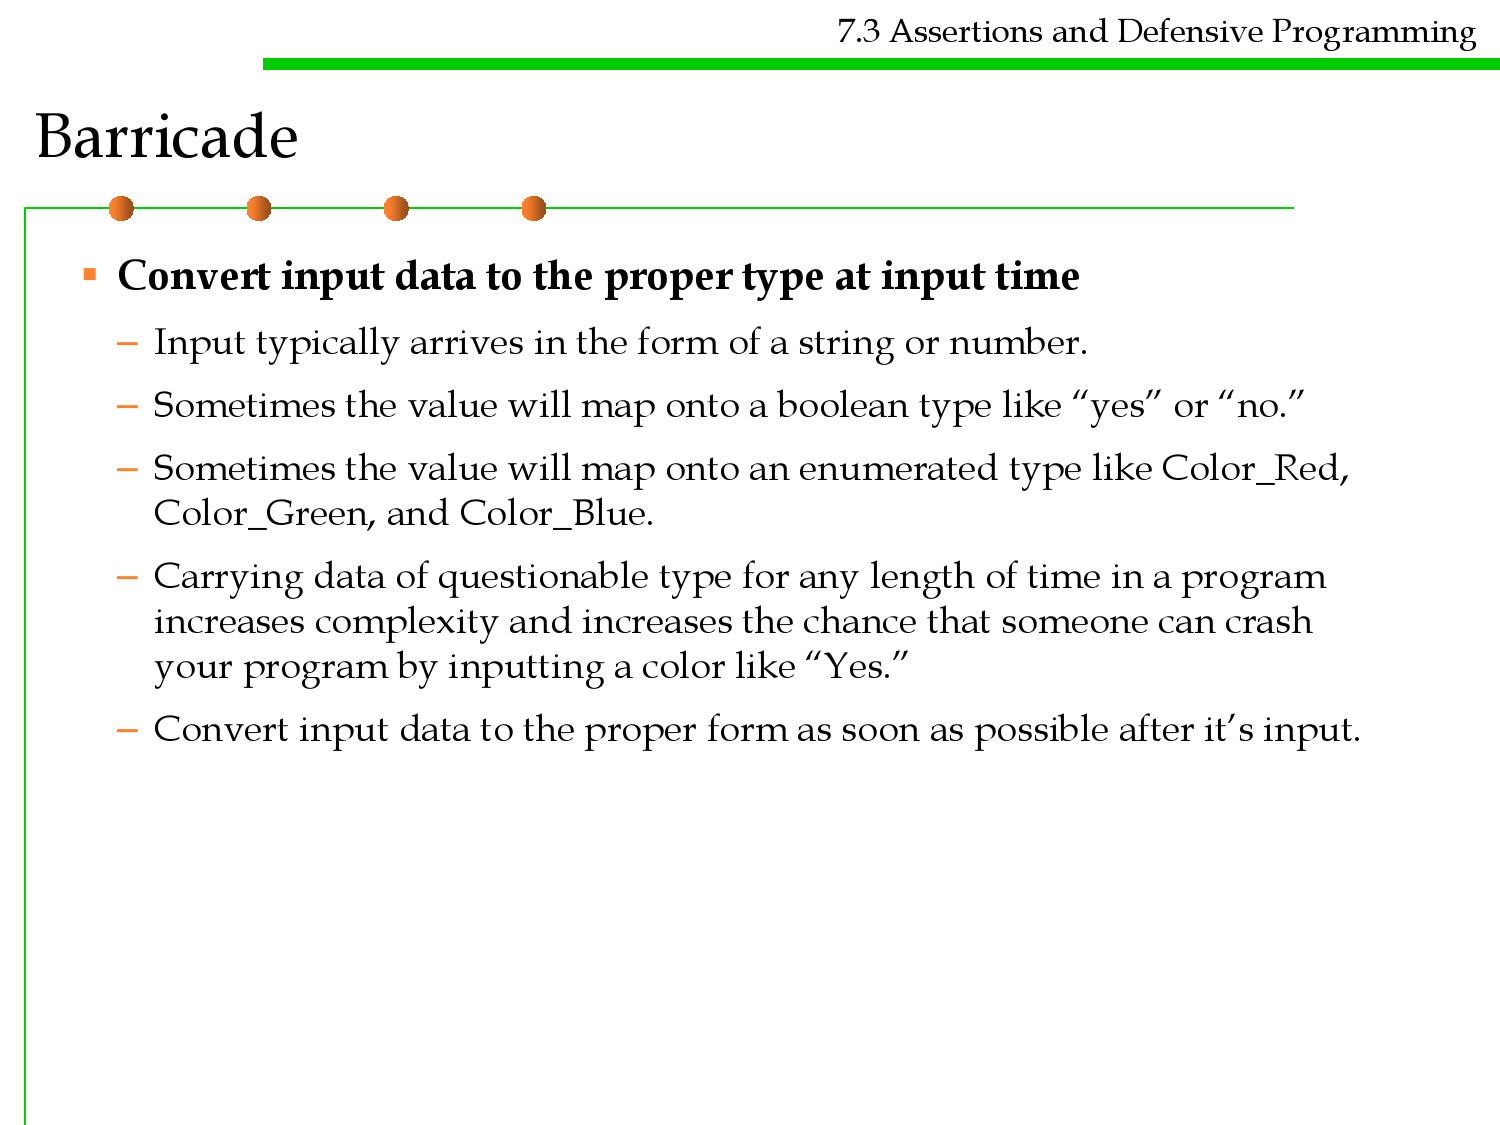 7.3 Assertions and Defensive Programming
Barricade
▪ Convert input data to the proper type at input time
– Input typically arrives in the form of a string or number.
– Sometimes the value will map onto a boolean type like “yes” or “no.”
– Sometimes the value will map onto an enumerated type like Color_Red,
Color_Green, and Color_Blue.
– Carrying data of questionable type for any length of time in a program
increases complexity and increases the chance that someone can crash
your program by inputting a color like “Yes.”
– Convert input data to the proper form as soon as possible after it’s input.